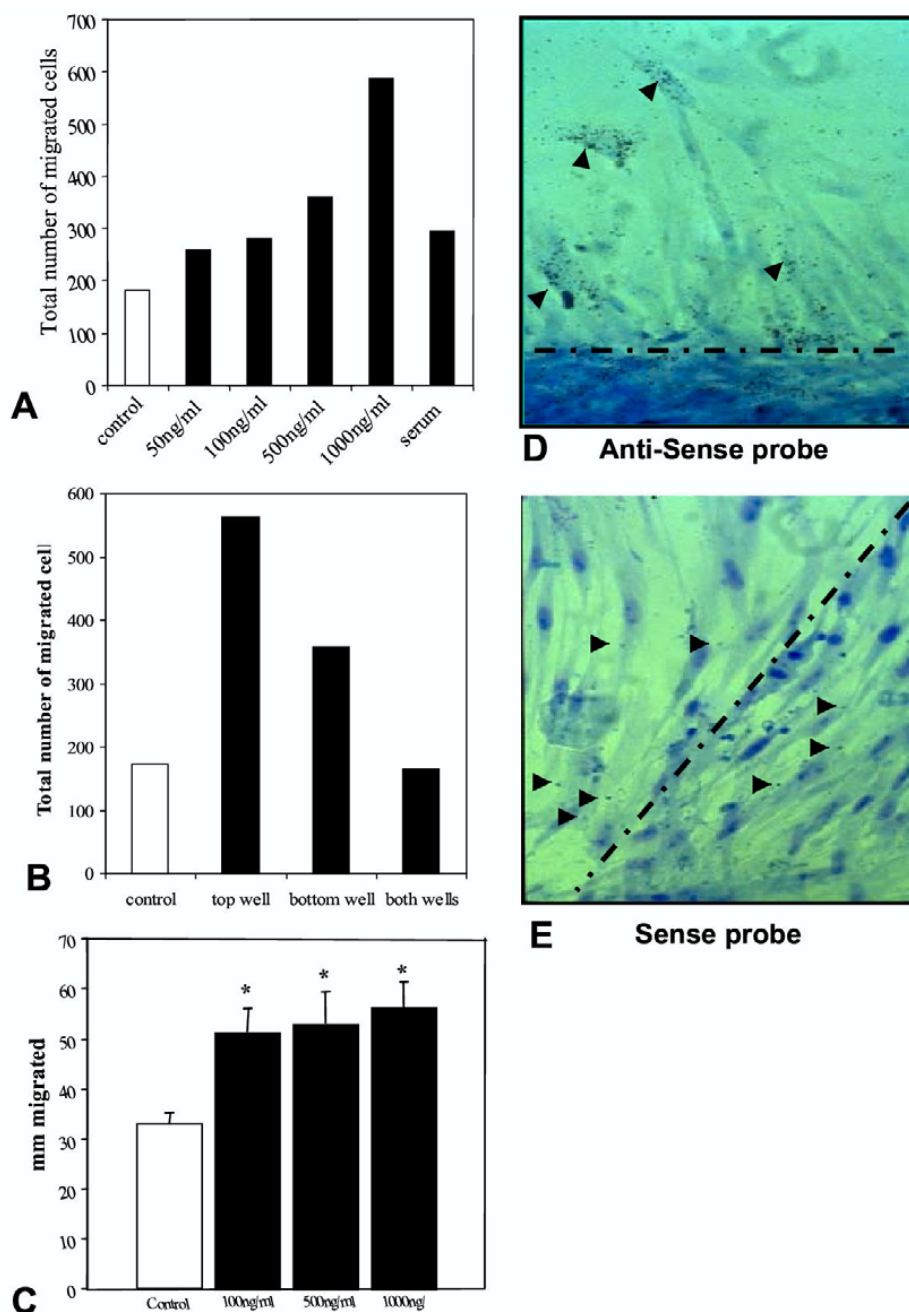 700
600
500
400
300
200
100
0
Total number of migrated cells
control
50ng/ml
100ng/ml
500ng/ml
1000ng/ml
serum
A
600
500
400
300
200
100
0
Total number of migrated cel
control top well bottom well both wells
B
70
60
50
40
30
20
10
0
mm migrated
* * *
Control 100ng/ml 500ng/ml 1000ng/
C
D Anti-Sense probe
E Sense probe